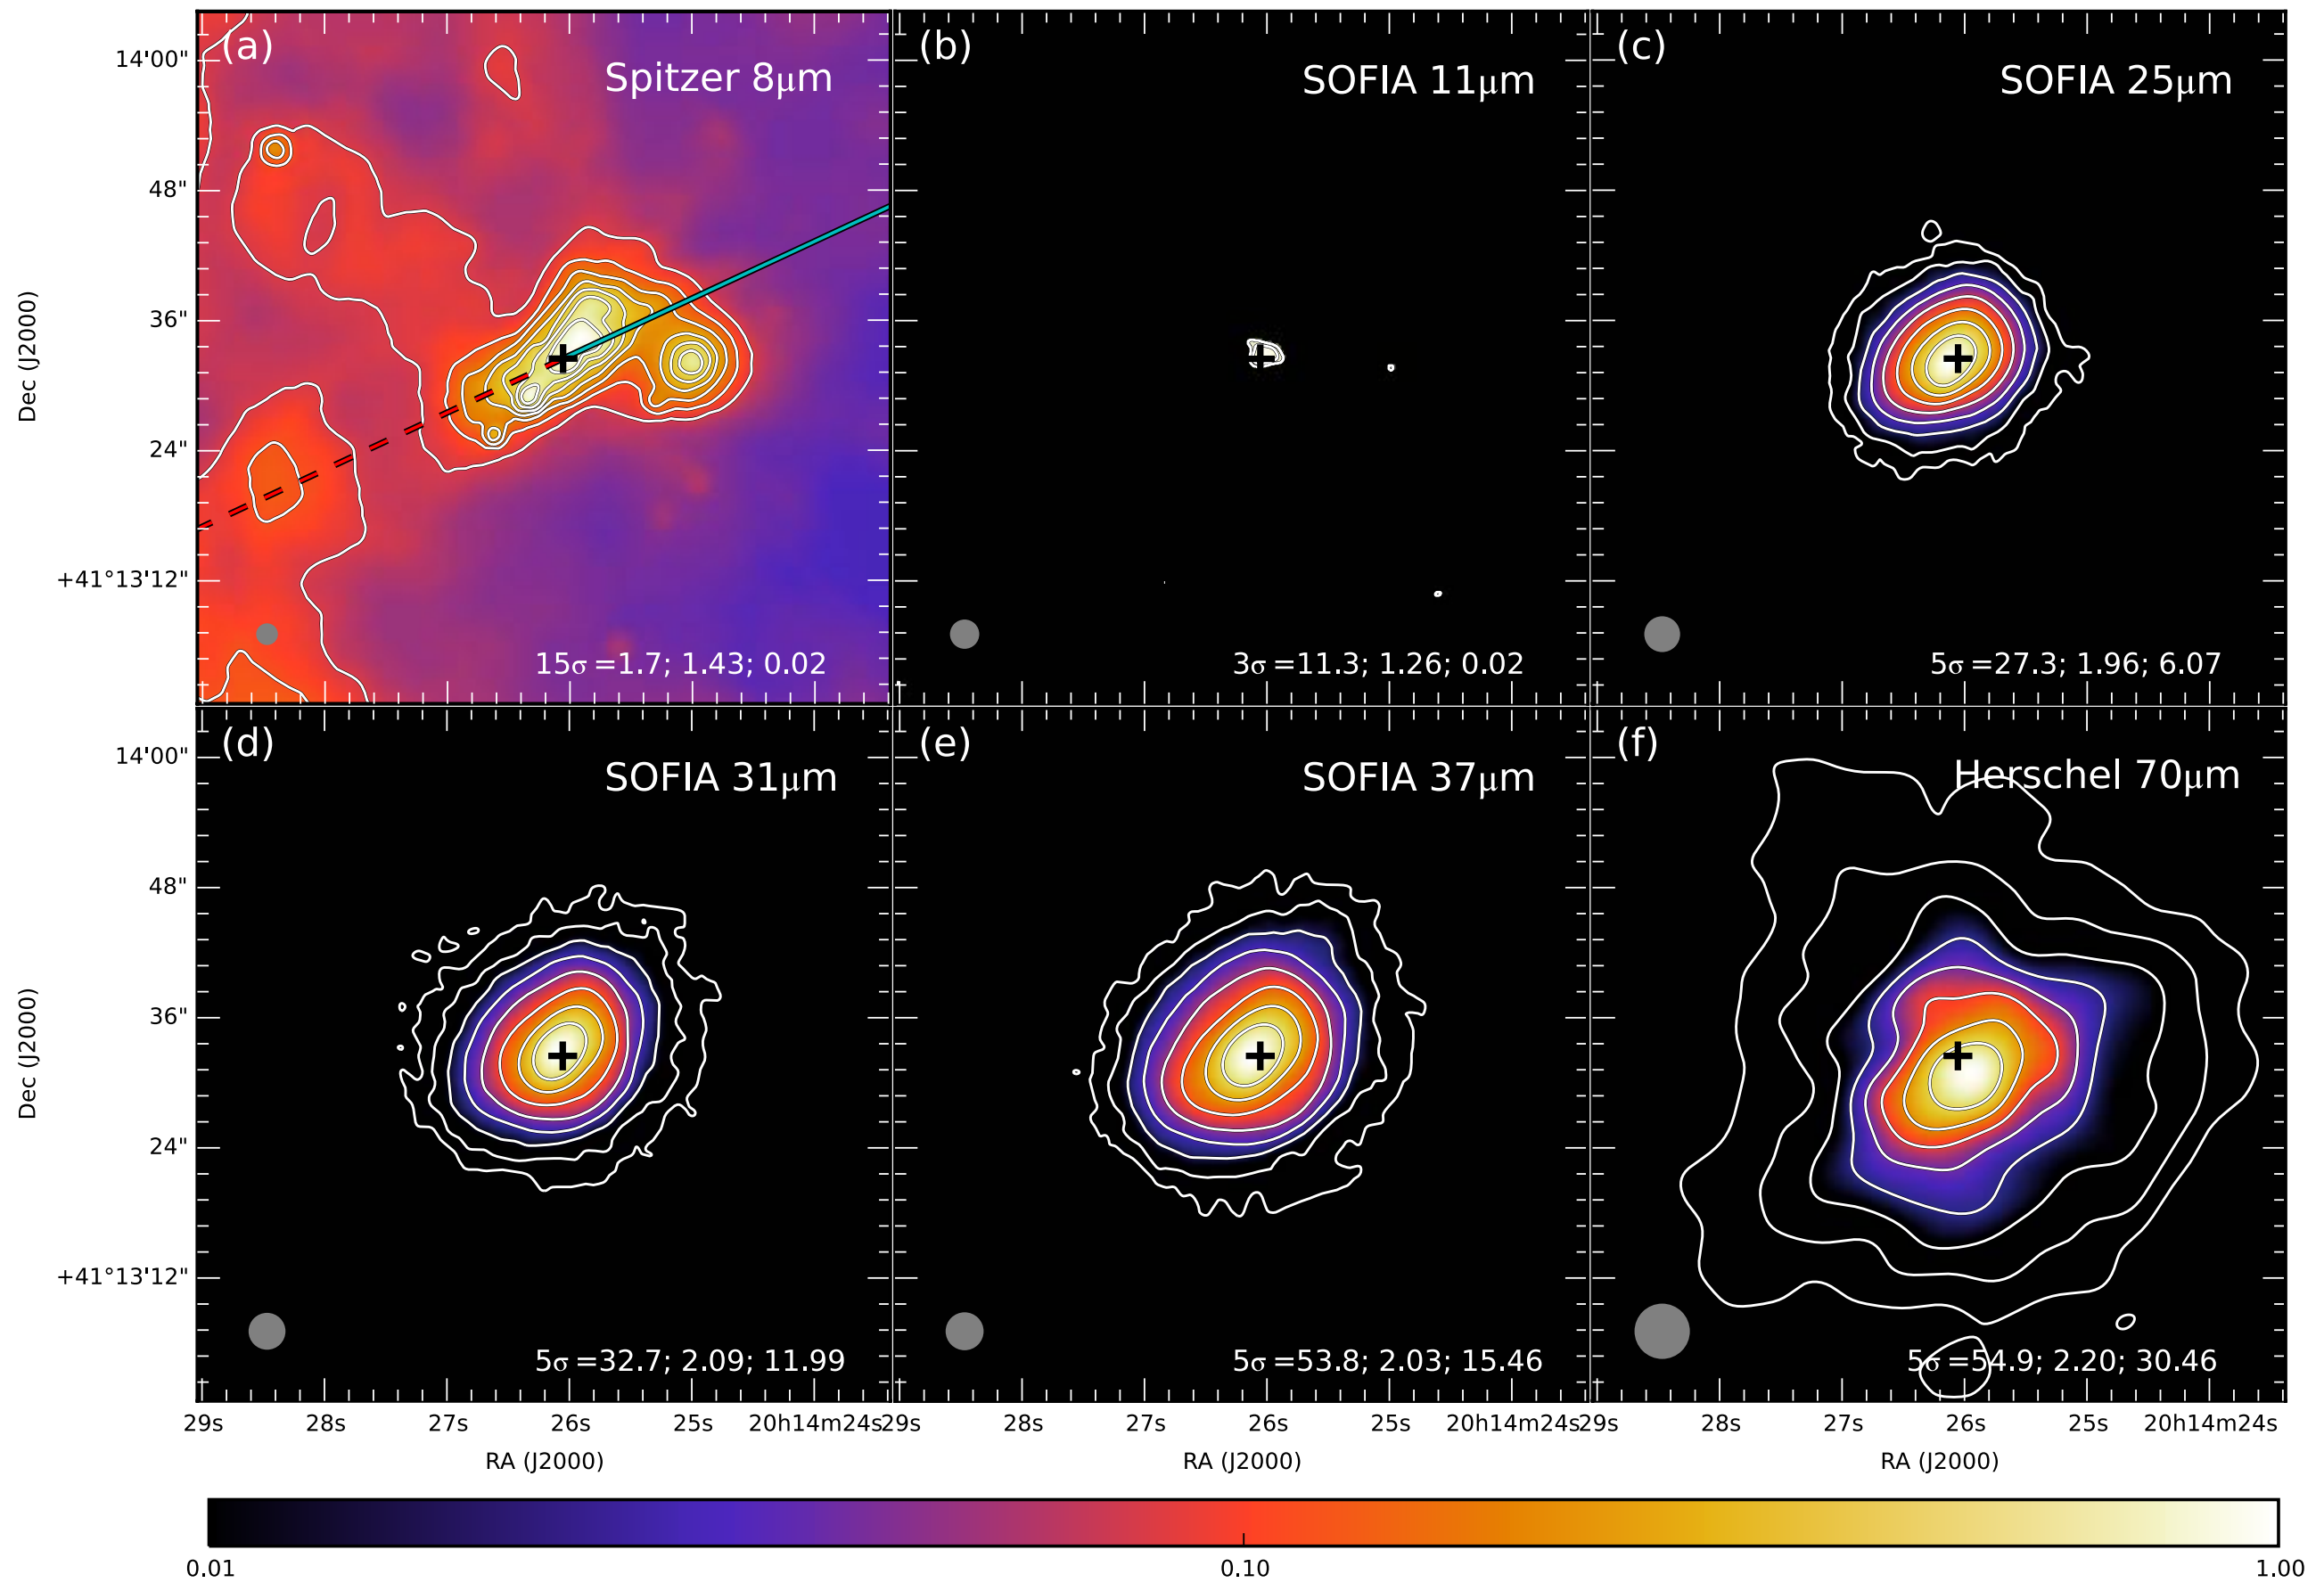 (a)
Spitzer 8μm
(b)
SOFIA 11μm
(c)
SOFIA 25μm
14'00"
48"
36"
24"
+41°13'12"
Dec (J2000)
15σ=1.7; 1.43; 0.02
3σ=11.3; 1.26; 0.02
5σ=27.3; 1.96; 6.07
(d)
SOFIA 31μm
(e)
SOFIA 37μm
(f)
Herschel 70μm
14'00"
48"
36"
24"
+41°13'12"
Dec (J2000)
5σ=32.7; 2.09; 11.99
5σ=53.8; 2.03; 15.46
5σ=54.9; 2.20; 30.46
29s 28s 27s 26s 25s 20h14m24s
29s 28s 27s 26s 25s 20h14m24s
29s 28s 27s 26s 25s 20h14m24s
RA (J2000)
RA (J2000)
RA (J2000)
0.01 0.10 1.00